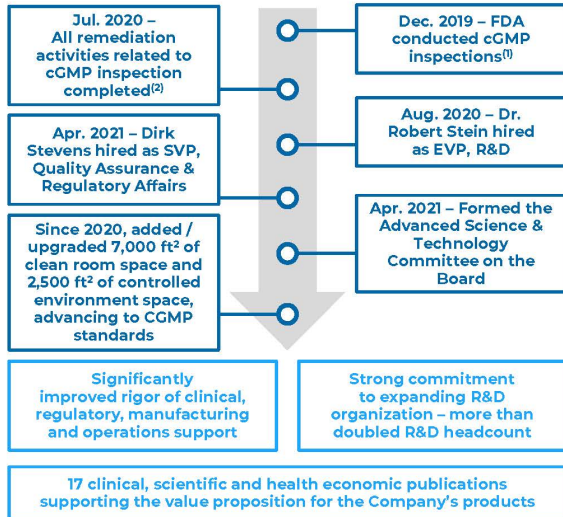 Dec. 2019 – FDA
conducted cGMP
inspections(1)
Jul. 2020 –
All remediation
activities related to
cGMP inspection
completed(2)
Aug. 2020 – Dr.
Robert Stein hired
as EVP, R&D
Apr. 2021 – Dirk
Stevens hired as SVP,
Quality Assurance &
Regulatory Affairs
Apr. 2021 – Formed the
Advanced Science &
Technology
Committee on the
Board
Since 2020, added /
upgraded 7,000 ft² of
clean room space and
2,500 ft² of controlled
environment space,
advancing to CGMP
standards
Significantly
improved rigor of clinical,
regulatory, manufacturing
and operations support
Strong commitment
to expanding R&D
organization – more than
doubled R&D headcount
17 clinical, scientific and health economic publications
supporting the value proposition for the Company's products